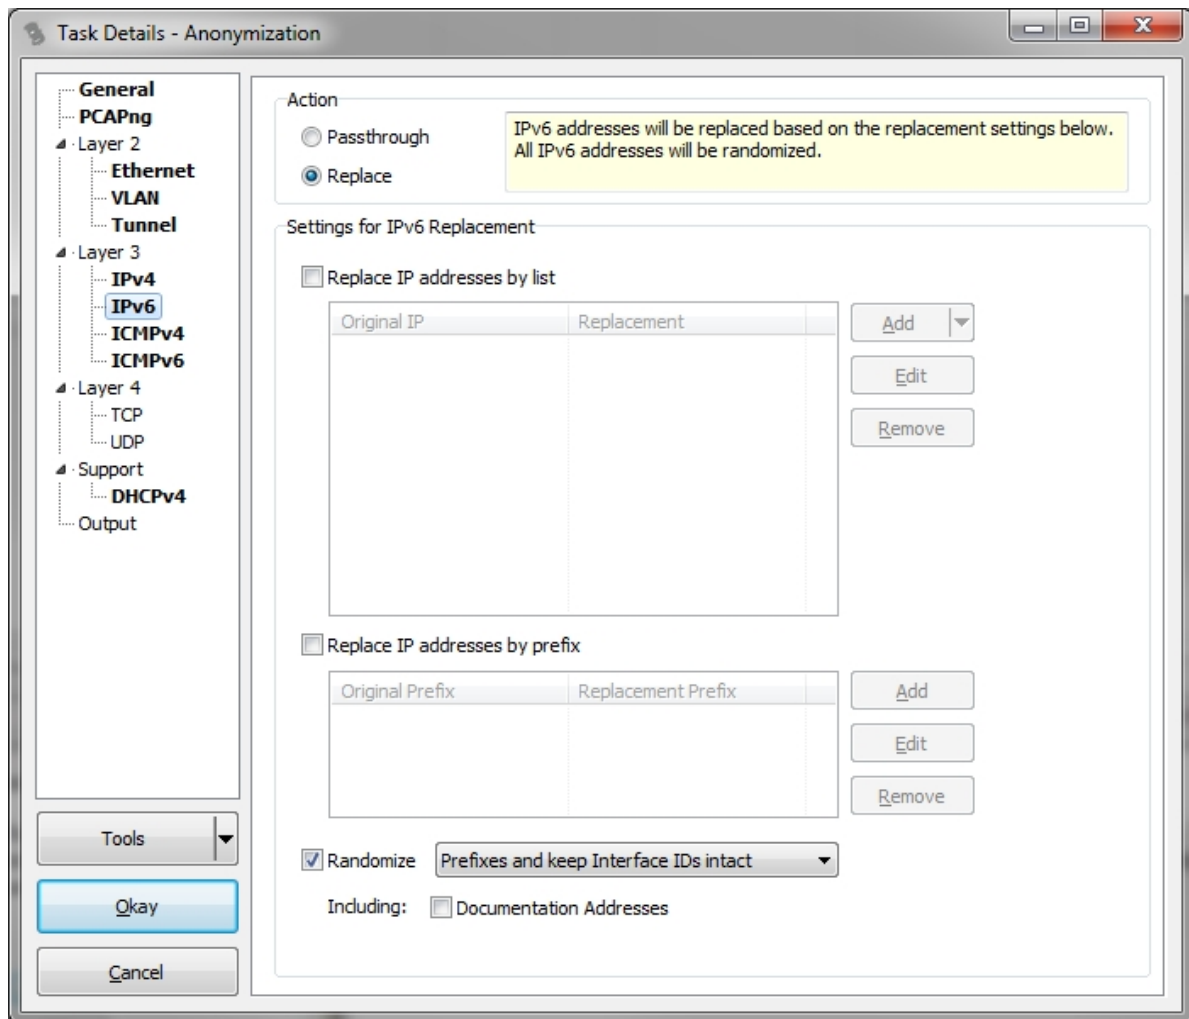 Task Details - Anonymization
General
PCAPng
Layer 2
Ethernet
VLAN
Tunnel
Layer 3
IPv4
IPv6
ICMPv4
ICMPv6
Layer 4
TCP
UDP
Support
DHCPv4
Output
Tools
Okay
Cancel
Action
Passthrough
Replace
IPv6 addresses will be replaced based on the replacement settings below.
All IPv6 addresses will be randomized.
Settings for IPv6 Replacement
Replace IP addresses by list
Original IP Replacement
Add
Edit
Remove
Replace IP addresses by prefix
Original Prefix Replacement Prefix
Add
Edit
Remove
Randomize Prefixes and keep Interface IDs intact
Including: Documentation Addresses